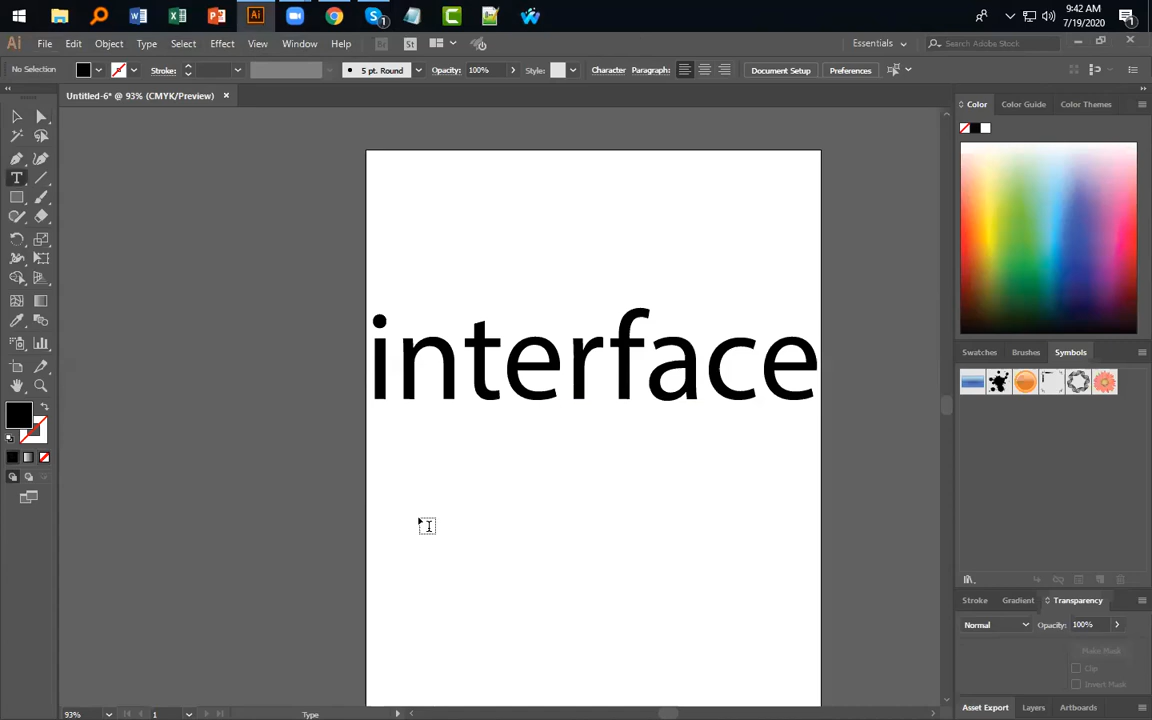 9:42 AM
7/19/2020
File Edit Object Type Select Effect View Window Help
Essentials
Search Adobe Stock
No Selection
Stroke:
5 pt. Round
Opacity: 100%
Style:
Character
Paragraph:
Document Setup
Preferences
Untitled-6* @ 93% (CMYK/Preview)
Color Color Guide Color Themes
interface
Swatches Brushes Symbols
Stroke Gradient Transparency
Normal
Opacity: 100%
Make Mask
Clip
Invert Mask
93%
1
Type
Asset Export Layers Artboards